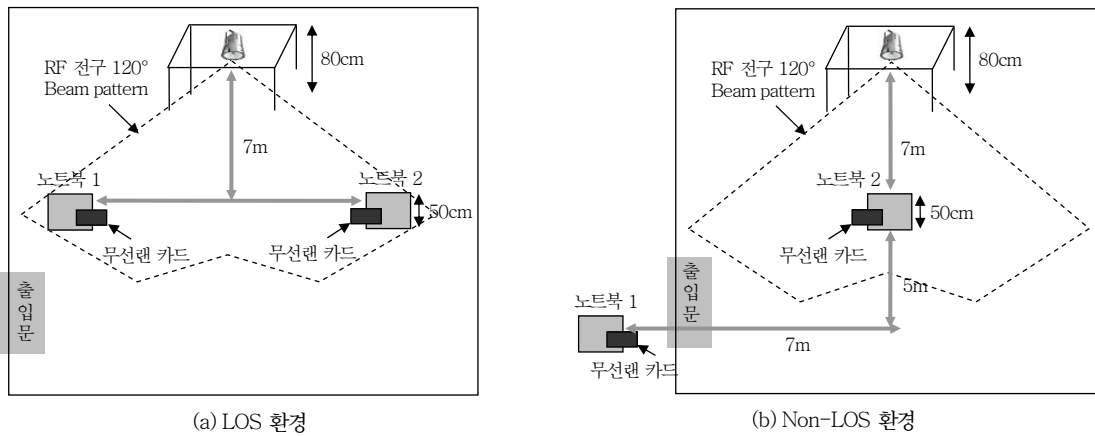 RF 전구 120°
Beam pattern
80cm
7m
노트북 1
노트북 2
50cm
무선랜 카드
무선랜 카드
출
입
문
(a) LOS 환경
RF 전구 120°
Beam pattern
80cm
7m
노트북 2
50cm
무선랜 카드
출
입
문
5m
노트북 1
7m
무선랜 카드
(b) Non-LOS 환경